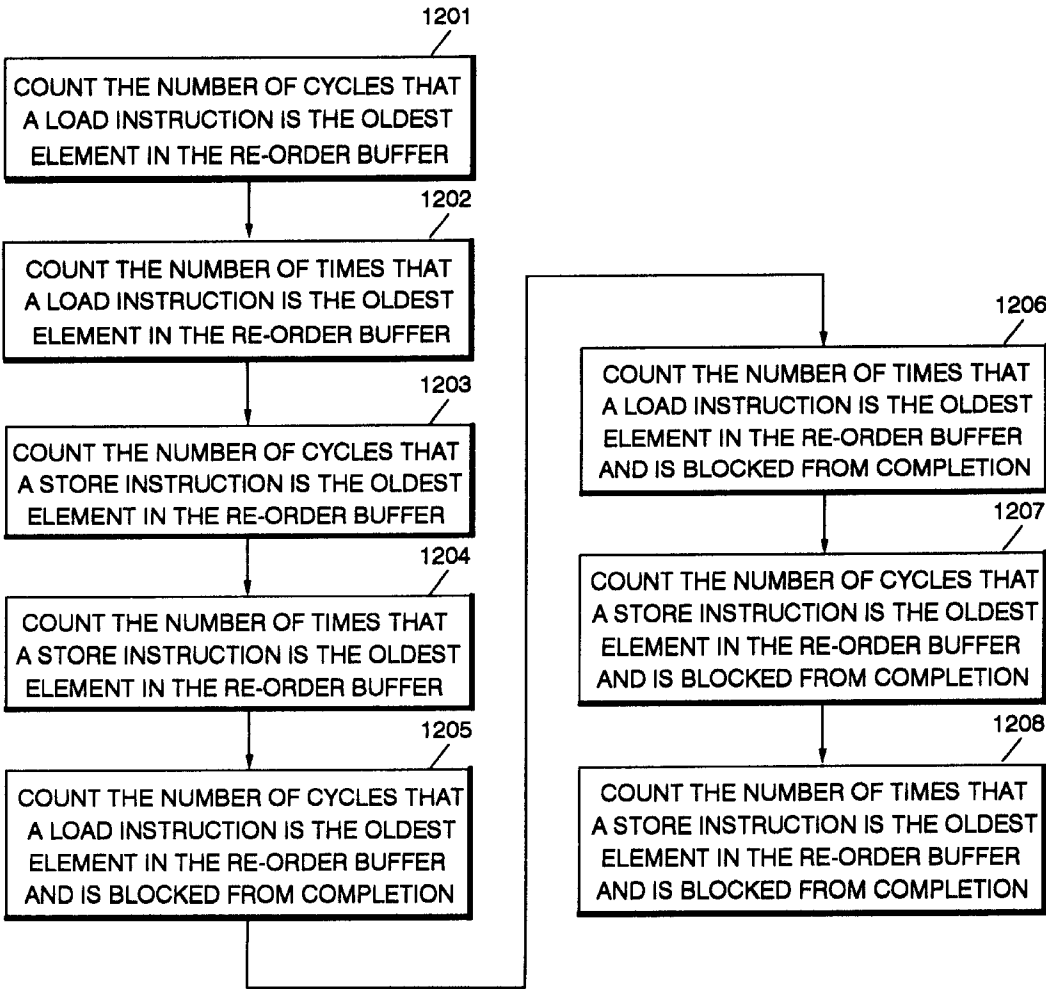 1201
COUNT THE NUMBER OF CYCLES THAT
A LOAD INSTRUCTION IS THE OLDEST
ELEMENT IN THE RE-ORDER BUFFER
1202
COUNT THE NUMBER OF TIMES THAT
A LOAD INSTRUCTION IS THE OLDEST
ELEMENT IN THE RE-ORDER BUFFER
1203
COUNT THE NUMBER OF CYCLES THAT
A STORE INSTRUCTION IS THE OLDEST
ELEMENT IN THE RE-ORDER BUFFER
1204
COUNT THE NUMBER OF TIMES THAT
A STORE INSTRUCTION IS THE OLDEST
ELEMENT IN THE RE-ORDER BUFFER
1205
COUNT THE NUMBER OF CYCLES THAT
A LOAD INSTRUCTION IS THE OLDEST
ELEMENT IN THE RE-ORDER BUFFER
AND IS BLOCKED FROM COMPLETION
1206
COUNT THE NUMBER OF TIMES THAT
A LOAD INSTRUCTION IS THE OLDEST
ELEMENT IN THE RE-ORDER BUFFER
AND IS BLOCKED FROM COMPLETION
1207
COUNT THE NUMBER OF CYCLES THAT
A STORE INSTRUCTION IS THE OLDEST
ELEMENT IN THE RE-ORDER BUFFER
AND IS BLOCKED FROM COMPLETION
1208
COUNT THE NUMBER OF TIMES THAT
A STORE INSTRUCTION IS THE OLDEST
ELEMENT IN THE RE-ORDER BUFFER
AND IS BLOCKED FROM COMPLETION